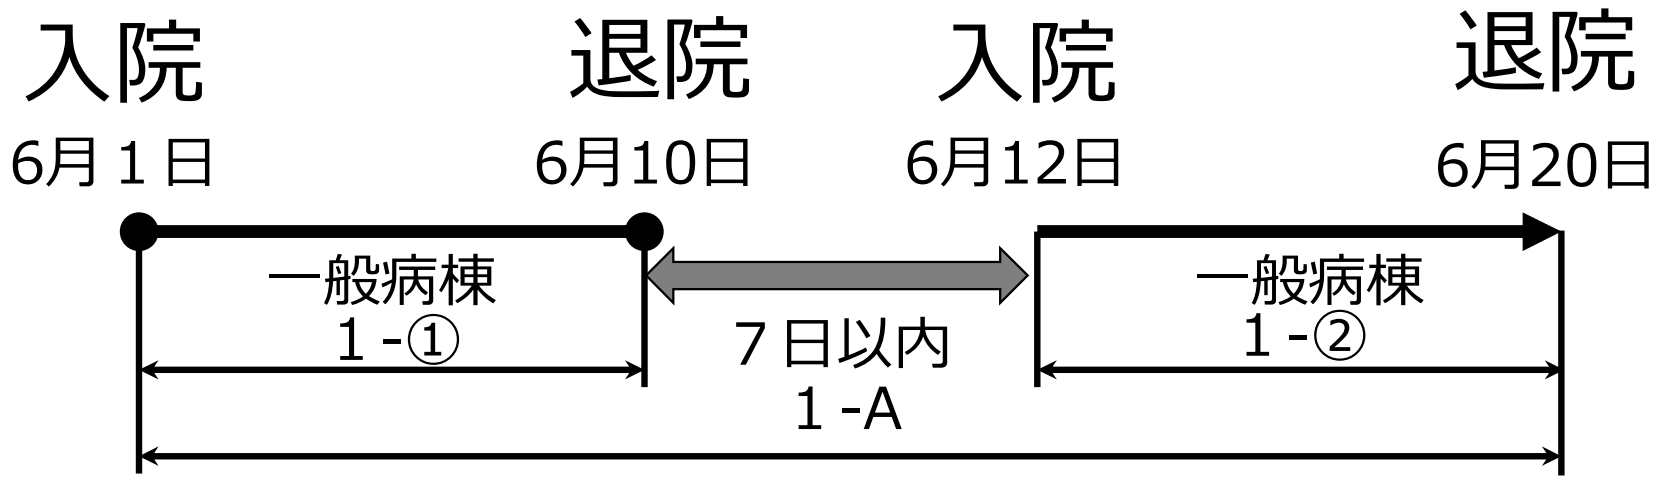 入院
6月１日
退院
6月10日
入院
6月12日
退院
6月20日
一般病棟
１-①
７日以内
１-A
一般病棟
１-②